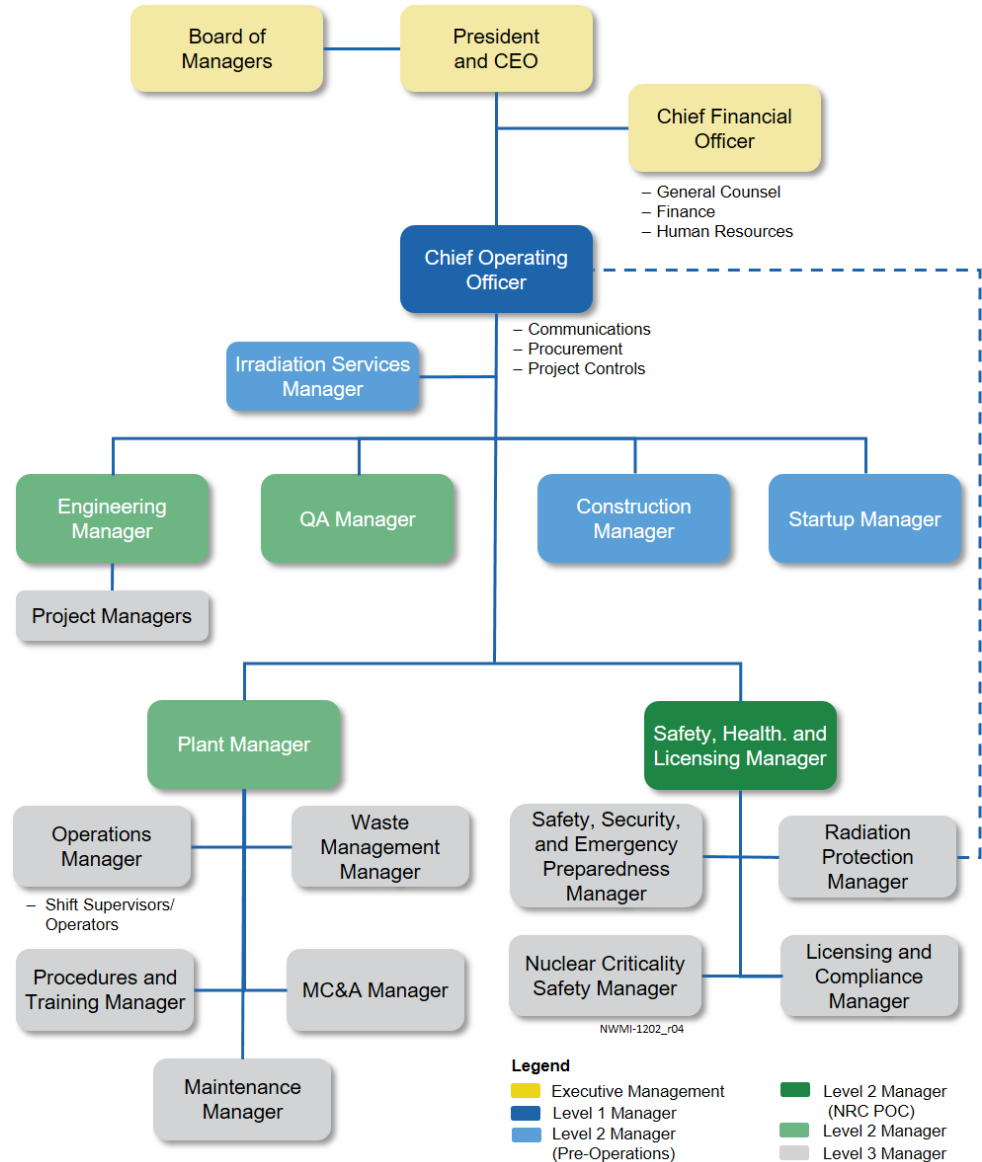 Board of
Managers
President
and CEO
Chief Financial
Officer
– General Counsel
– Finance
– Human Resources
Chief Operating
Officer
– Communications
– Procurement
– Project Controls
Irradiation Services
Manager
Engineering
Manager
QA Manager
Construction
Manager
Startup Manager
Project Managers
Plant Manager
Safety, Health. and
Licensing Manager
Operations
Manager
– Shift Supervisors/
Operators
Waste
Management
Manager
Safety, Security,
and Emergency
Preparedness
Manager
Radiation
Protection
Manager
Procedures and
Training Manager
MC&A Manager
Nuclear Criticality
Safety Manager
Licensing and
Compliance
Manager
NWMI-1202_r04
Maintenance
Manager
Legend
Executive Management
Level 1 Manager
Level 2 Manager
(Pre-Operations)
Level 2 Manager
(NRC POC)
Level 2 Manager
Level 3 Manager